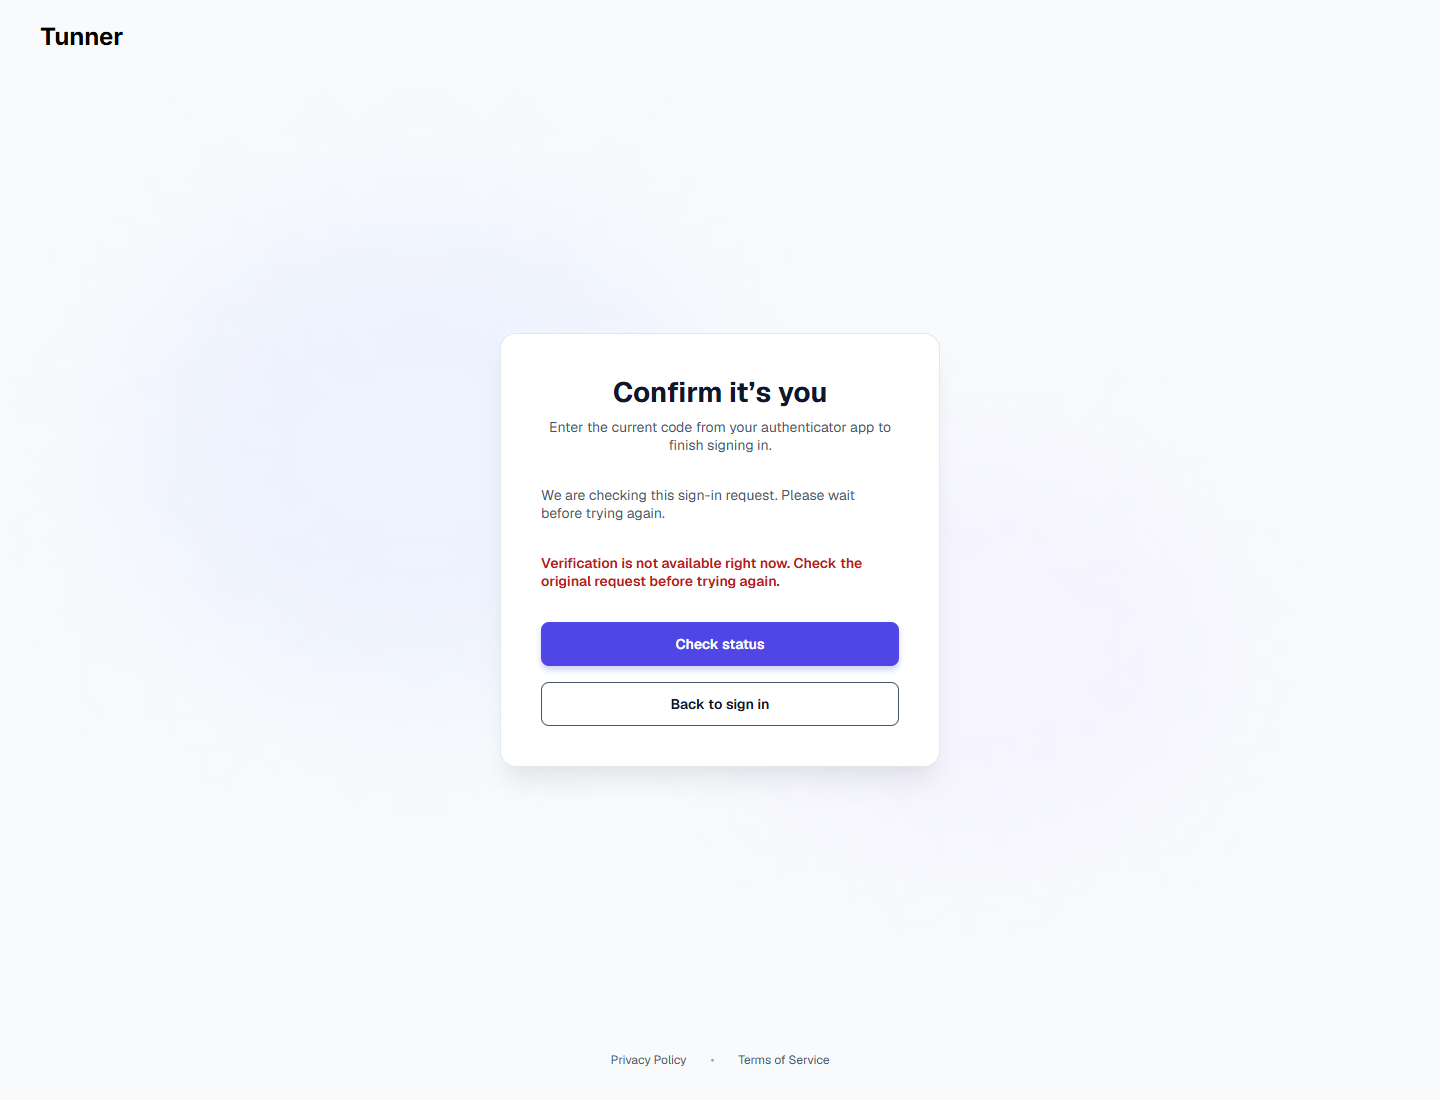 Tunner
Confirm it’s you
Enter the current code from your authenticator app to
finish signing in.
We are checking this sign-in request. Please wait
before trying again.
Verification is not available right now. Check the
original request before trying again.
Check status
Back to sign in
Privacy Policy • Terms of Service